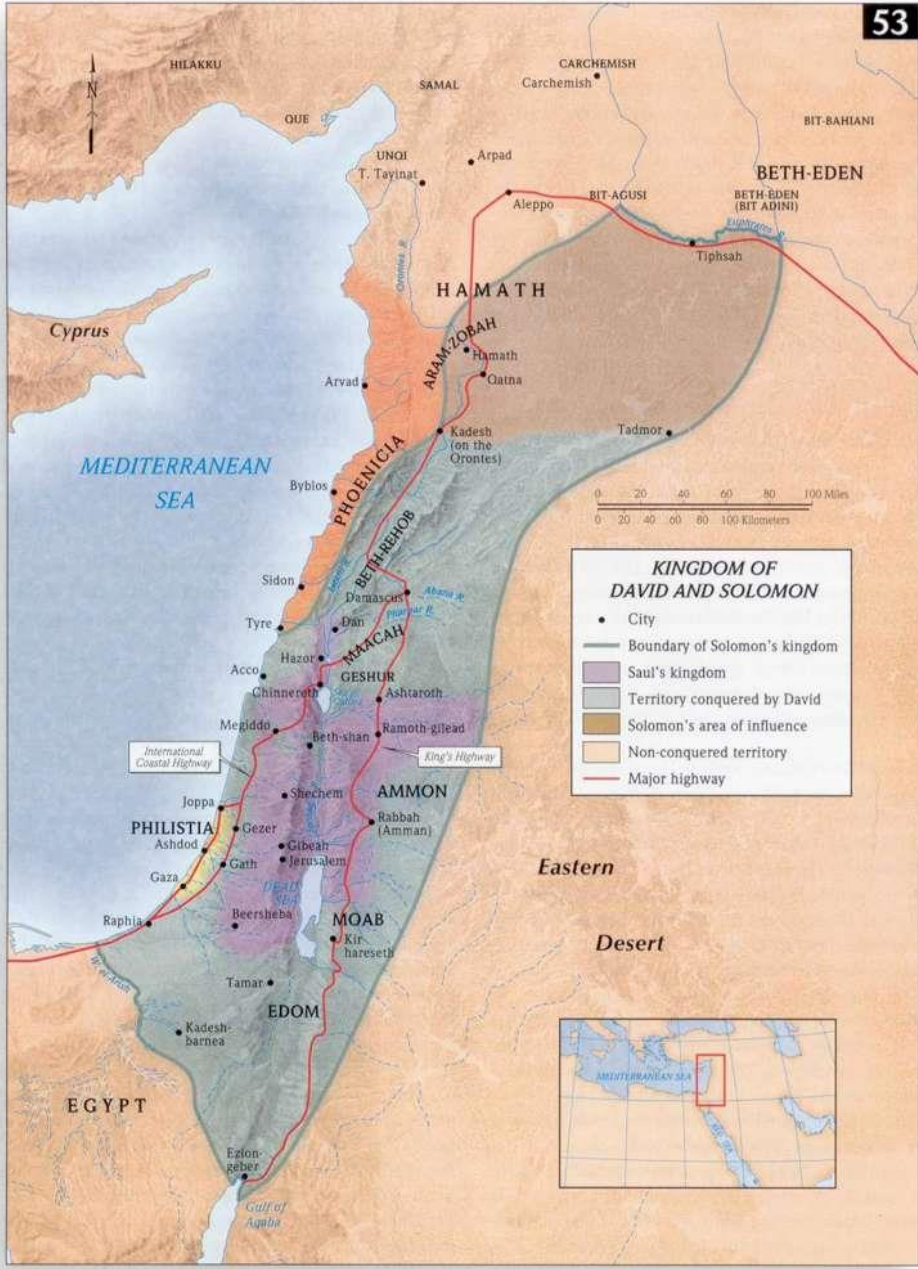 53
HILAKKU
N
SAMAL
CARCHEMISH
Carchemish
QUE
BIT-BAHIANI
UNQI
T. Tayinat
Arpad
BETH-EDEN
Aleppo
BIT-AGUSI
BETH-EDEN
(BIT ADINI)
Euphrates R.
Tiphsah
Orontes R.
HAMATH
Cyprus
ARAM-ZOBAH
Hamath
Qatna
Arvad
Kadesh
(on the
Orontes)
Tadmor
MEDITERRANEAN
SEA
PHOENICIA
Byblos
0 20 40 60 80 100 Miles
0 20 40 60 80 100 Kilometers
BETH-REHOB
Sidon
Damascus
Abana R.
Pharpar R.
Tyre
Dan
MAACAH
Hazor
Acco
GESHUR
Chinnereth
Ashtaroth
Megiddo
Ramoth-gilead
Beth-shan
International
Coastal Highway
King's Highway
Shechem
AMMON
Joppa
PHILISTIA
Gezer
Rabbah
(Amman)
Ashdod
Gibeah
Jerusalem
Gath
Gaza
DEAD
SEA
Raphia
Beersheba
MOAB
Kir
hareseth
W. el-Arish
Tamar
EDOM
Kadesh-
barnea
EGYPT
Ezion-
geber
Gulf of
Aqaba
Eastern
Desert
KINGDOM OF
DAVID AND SOLOMON
City
Boundary of Solomon's kingdom
Saul's kingdom
Territory conquered by David
Solomon's area of influence
Non-conquered territory
Major highway
MEDITERRANEAN SEA